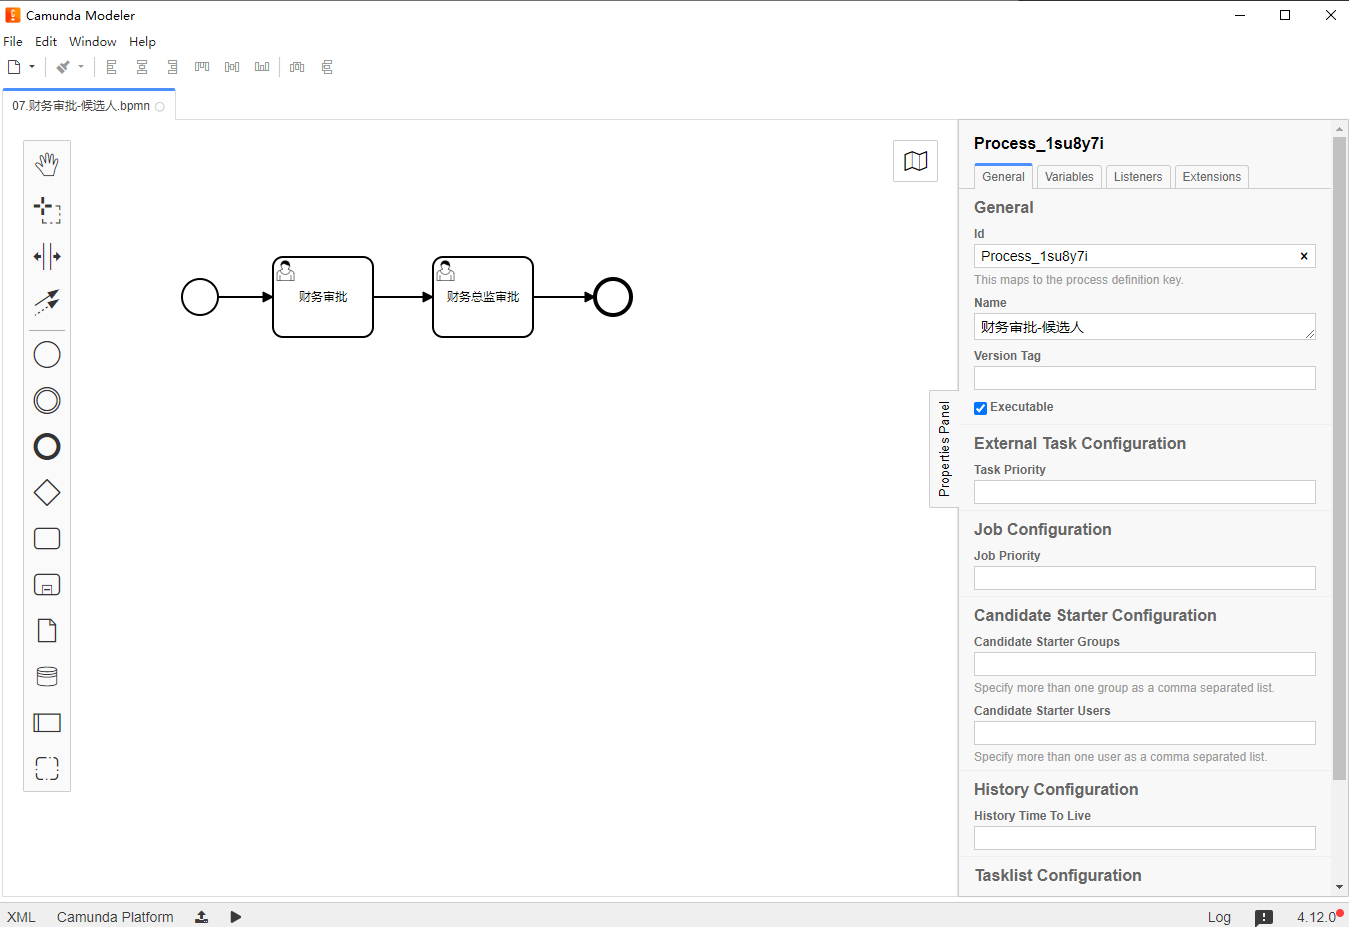 Camunda Modeler
File Edit Window Help
07.财务审批-候选人.bpmn
财务审批
财务总监审批
Properties Panel
Process_1su8y7i
General Variables Listeners Extensions
General
Id
Process_1su8y7i
This maps to the process definition key.
Name
财务审批-候选人
Version Tag
Executable
External Task Configuration
Task Priority
Job Configuration
Job Priority
Candidate Starter Configuration
Candidate Starter Groups
Specify more than one group as a comma separated list.
Candidate Starter Users
Specify more than one user as a comma separated list.
History Configuration
History Time To Live
Tasklist Configuration
XML Camunda Platform Log 4.12.0